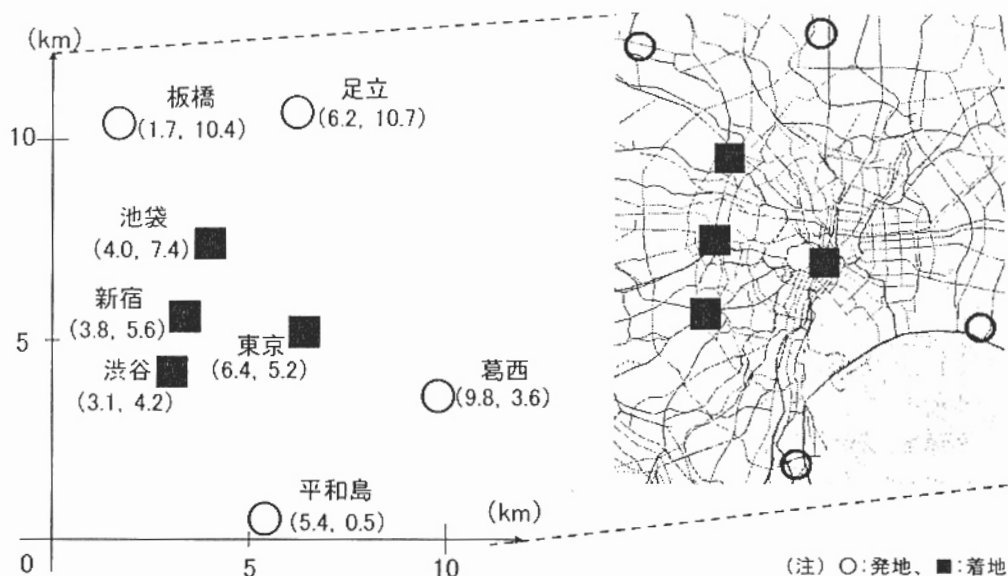 (km)
板橋
(1.7, 10.4)
足立
(6.2, 10.7)
10
池袋
(4.0, 7.4)
新宿
(3.8, 5.6)
5
渋谷
(3.1, 4.2)
東京
(6.4, 5.2)
葛西
(9.8, 3.6)
平和島
(5.4, 0.5)
(km)
0
5
10
(注) ○:発地、■:着地